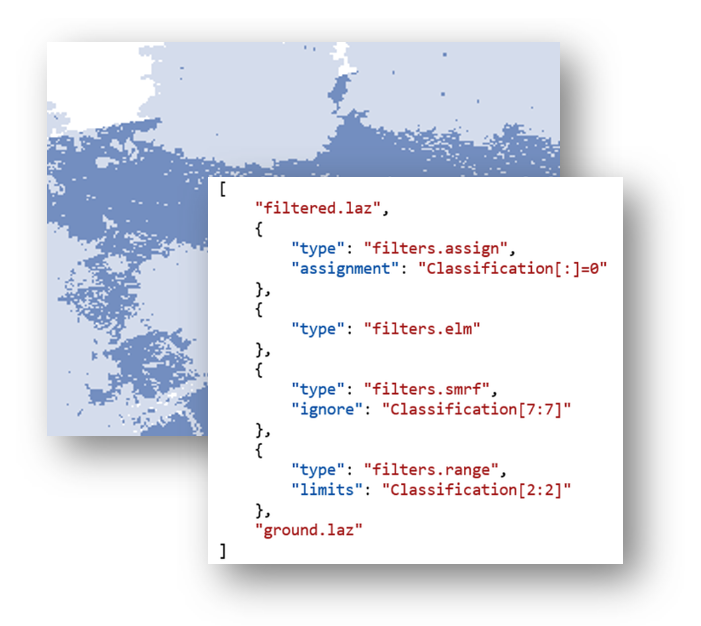 [
    "filtered.laz",
    {
        "type": "filters.assign",
        "assignment": "Classification[:]=0"
    },
    {
        "type": "filters.elm"
    },
    {
        "type": "filters.smrf",
        "ignore": "Classification[7:7]"
    },
    {
        "type": "filters.range",
        "limits": "Classification[2:2]"
    },
    "ground.laz"
]